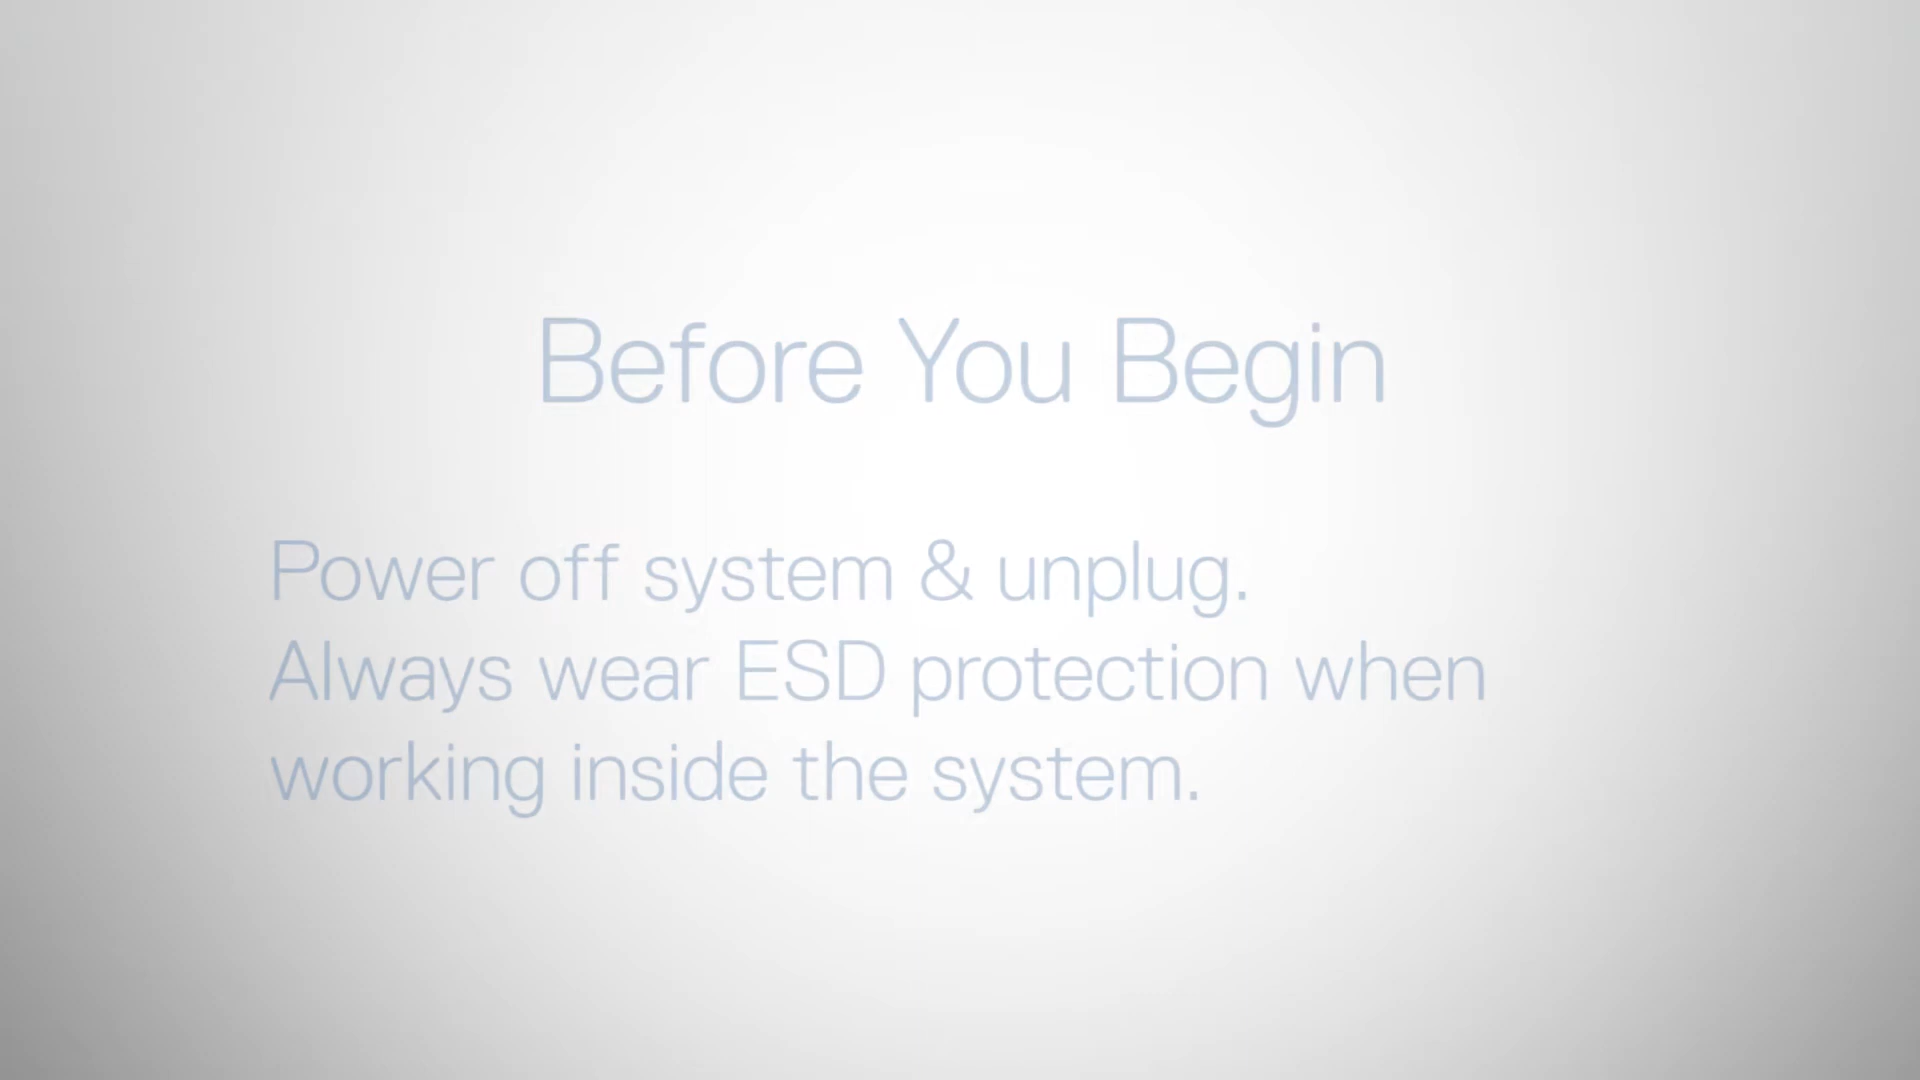 Before You Begin
Power off system & unplug.
Always wear ESD protection when
working inside the system.